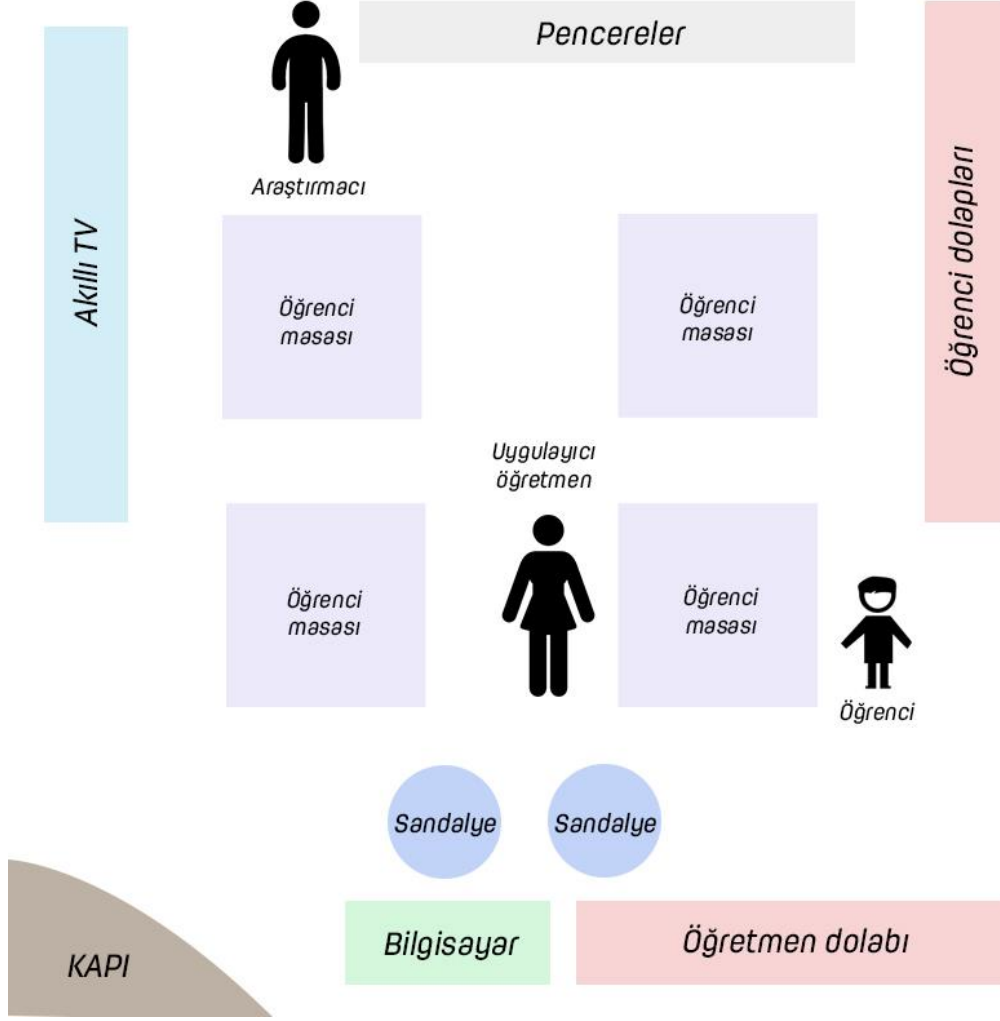 Pencereler
Araştırmacı
Akıllı TV
Öğrenci dolapları
Öğrenci
masası
Öğrenci
masası
Uygulayıcı
öğretmen
Öğrenci
masası
Öğrenci
masası
Öğrenci
Sandalye
Sandalye
KAPI
Bilgisayar
Öğretmen dolabı